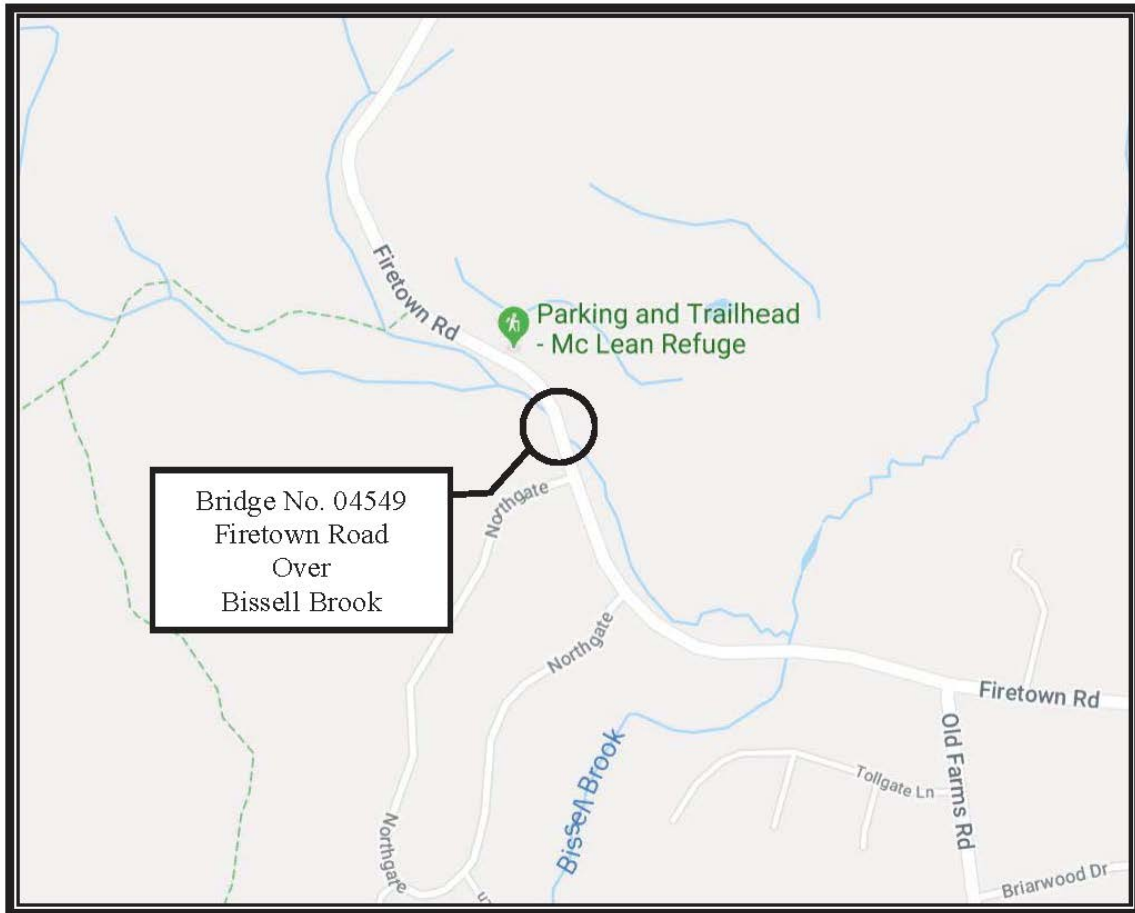 Firetown Rd
Parking and Trailhead
- Mc Lean Refuge
Bridge No. 04549
Firetown Road
Over
Bissell Brook
Northgate
Northgate
Firetown Rd
Old Farms Rd
Bissell Brook
Tollgate Ln
Northgate
Briarwood Dr